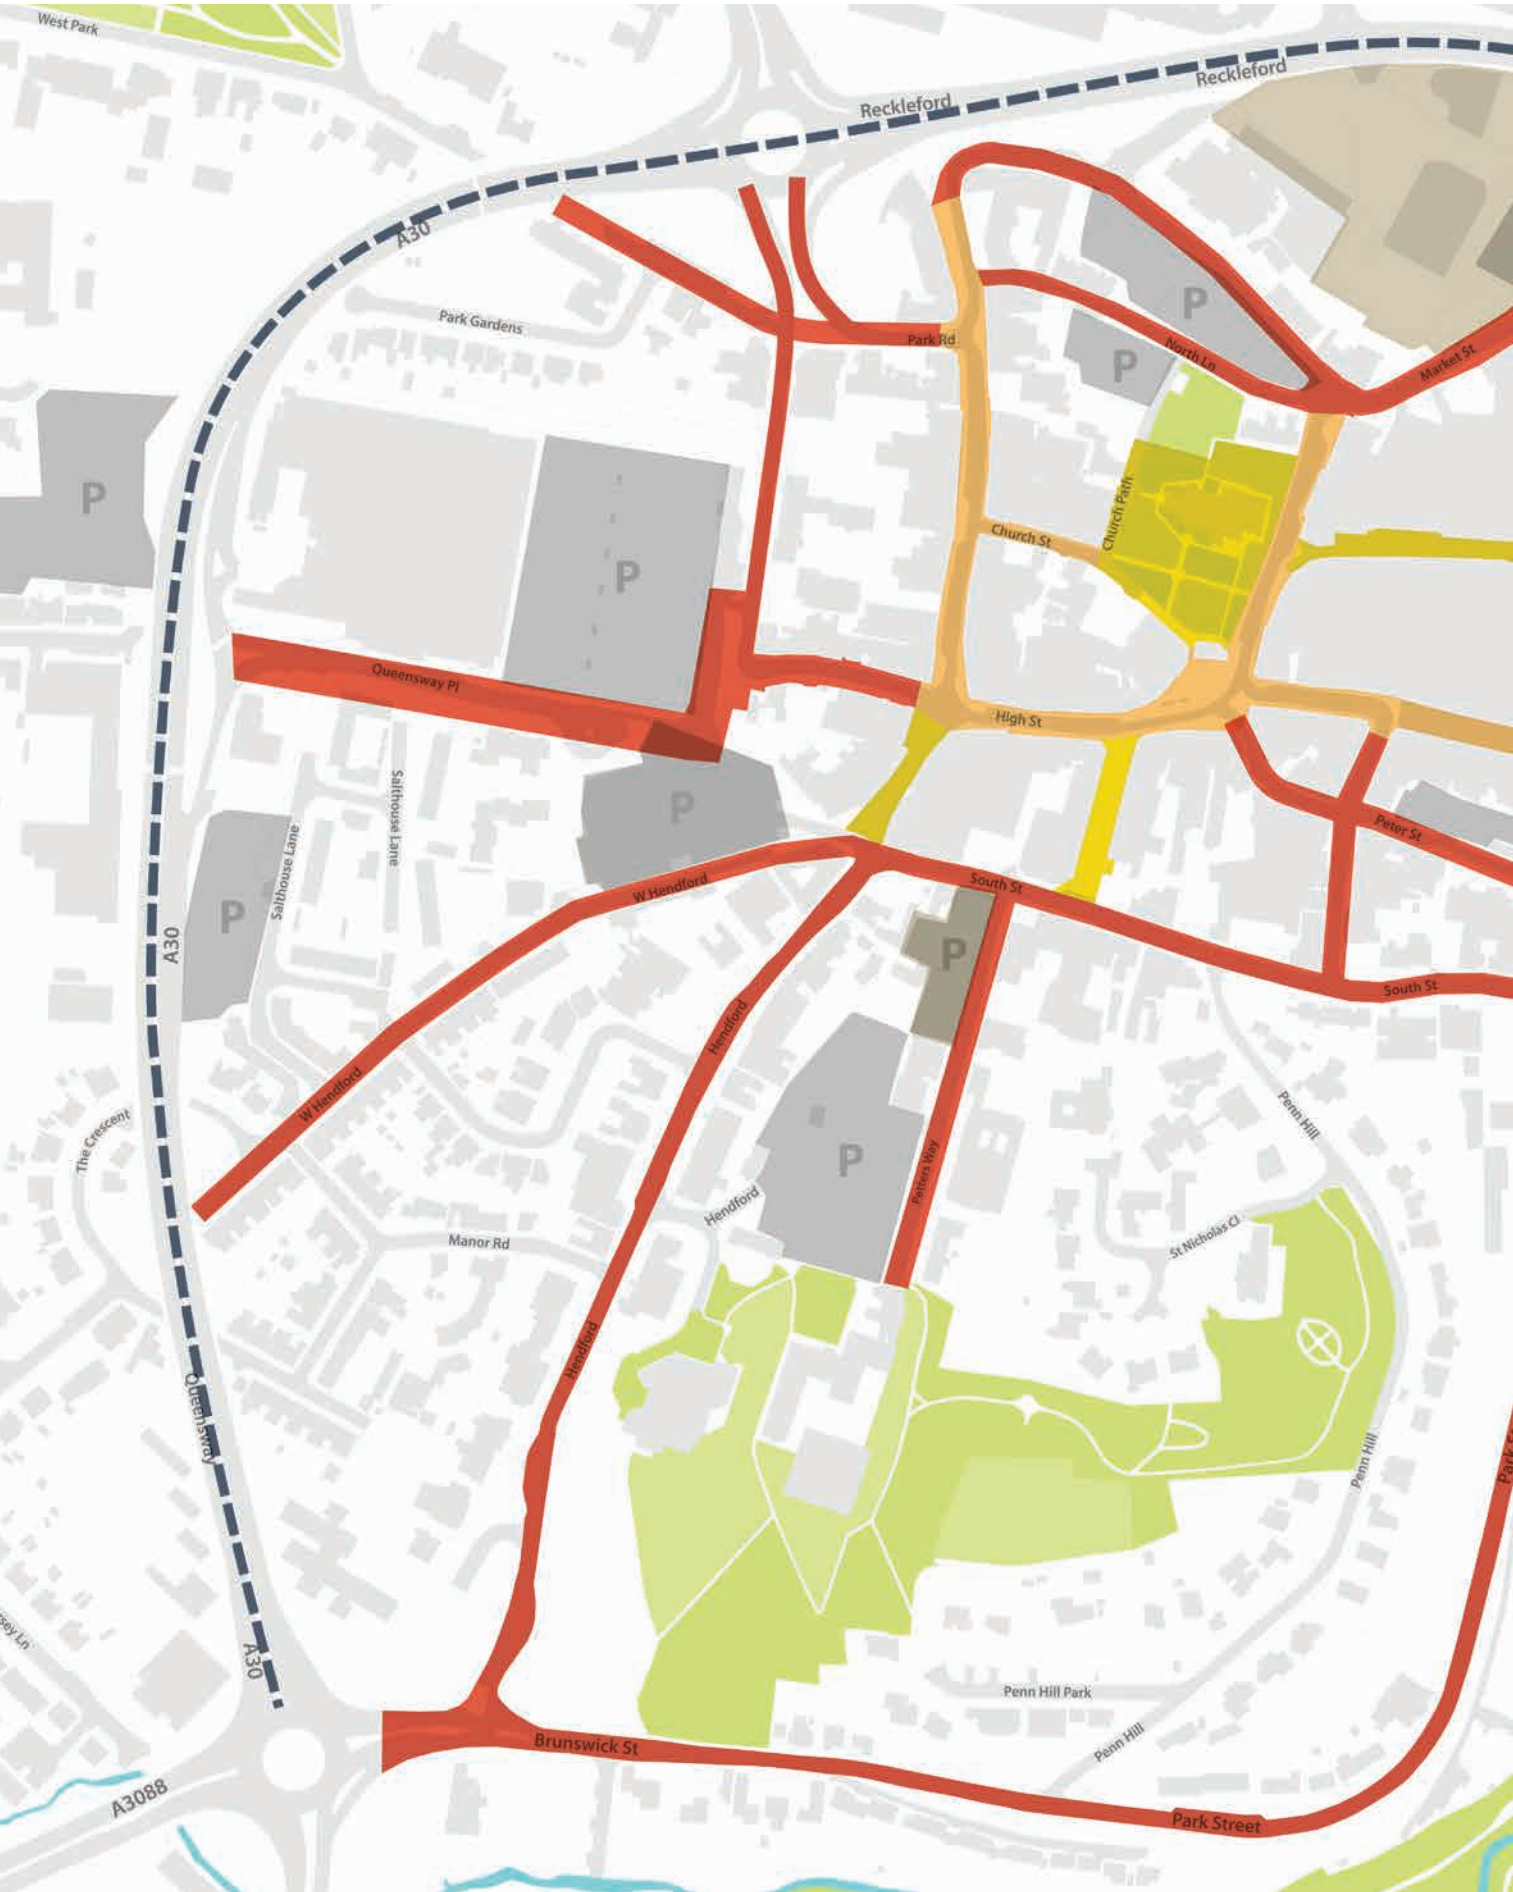 West Park
Reckleford
Reckleford
A30
Park Gardens
Park Rd
P
P
North Ln
Market St
P
P
Church St
Church Path
Queensway Pl
High St
Salthouse Lane
P
Peter St
Salthouse Lane
W Hendford
South St
P
A30
P
South St
Hendford
W Hendford
The Crescent
Penn Hill
P
Petters Way
Hendford
St Nicholas Cl
Manor Rd
Hendford
Queensway
Penn Hill
A30
Penn Hill Park
Brunswick St
Penn Hill
A3088
Park Street